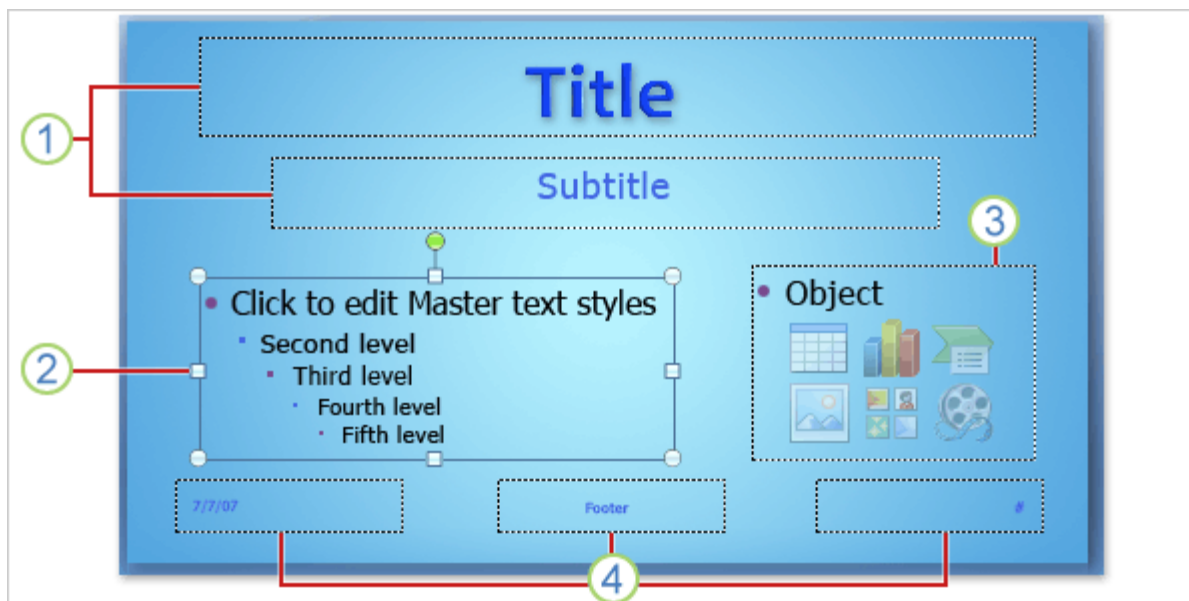 Title
1
Subtitle
3
• Click to edit Master text styles
• Object
▪ Second level
2
▪ Third level
▪ Fourth level
▪ Fifth level
7/7/07
Footer
#
4